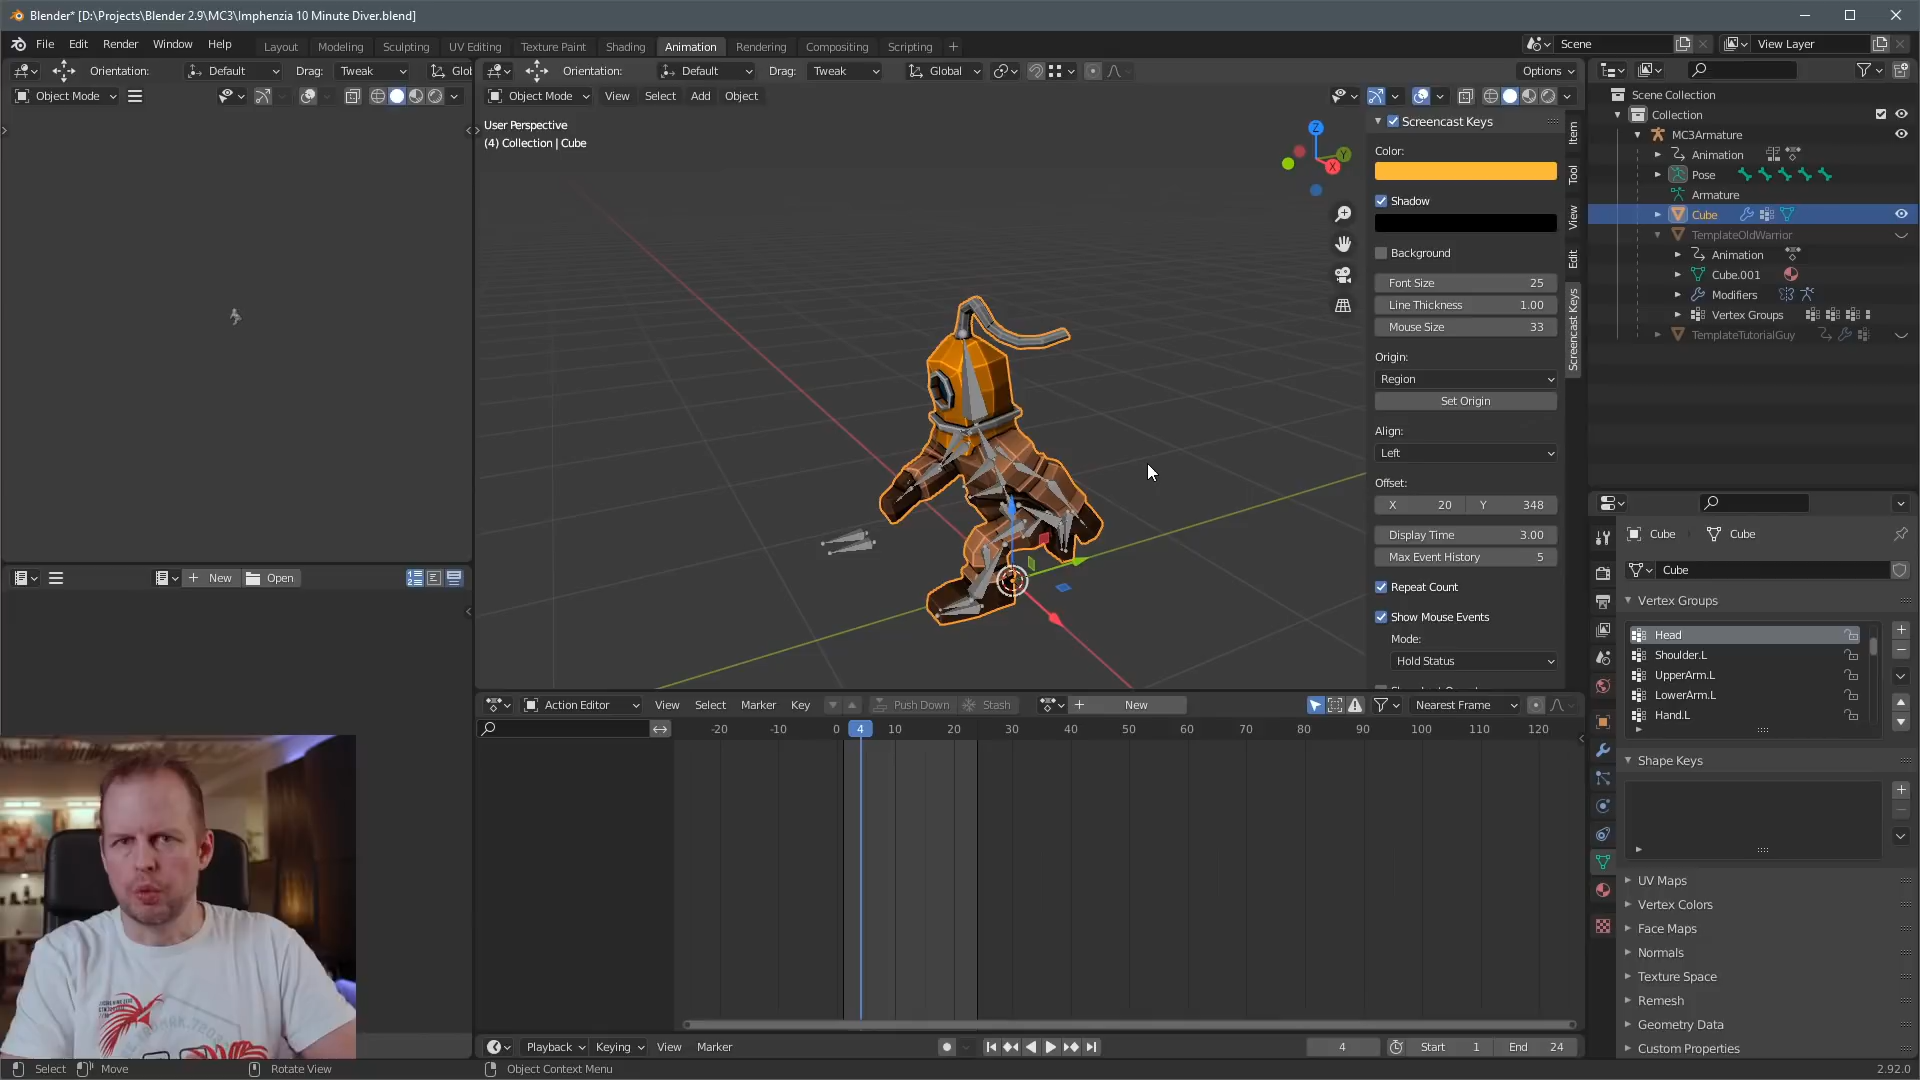 Blender* [D:\Projects\Blender 2.9\MC3\Imphenzia 10 Minute Diver.blend]
File Edit Render Window Help
Layout Modeling Sculpting UV Editing Texture Paint Shading Animation Rendering Compositing Scripting
Scene
View Layer
Orientation: Default Drag: Tweak
Orientation: Default Drag: Tweak Global Options
Object Mode
Object Mode View Select Add Object
User Perspective
(4) Collection | Cube
Z
Y
X
Screencast Keys
Color:
Shadow
Background
Font Size 25
Line Thickness 1.00
Mouse Size 33
Origin:
Region
Set Origin
Align:
Left
Offset:
X 20 Y 348
Display Time 3.00
Max Event History 5
Repeat Count
Show Mouse Events
Mode:
Hold Status
Item
Tool
View
Edit
Screencast Keys
Scene Collection
Collection
MC3Armature
Animation
Pose
Armature
Cube
TemplateOldWarrior
Animation
Cube.001
Modifiers
Vertex Groups
TemplateTutorialGuy
Cube Cube
Cube
Vertex Groups
Head
Shoulder.L
UpperArm.L
LowerArm.L
Hand.L
Shape Keys
UV Maps
Vertex Colors
Face Maps
Normals
Texture Space
Remesh
Geometry Data
Custom Properties
New Open
Action Editor View Select Marker Key Push Down Stash New Nearest Frame
-20 -10 0 4 10 20 30 40 50 60 70 80 90 100 110 120
Playback Keying View Marker 4 Start 1 End 24
Select Move Rotate View Object Context Menu 2.92.0